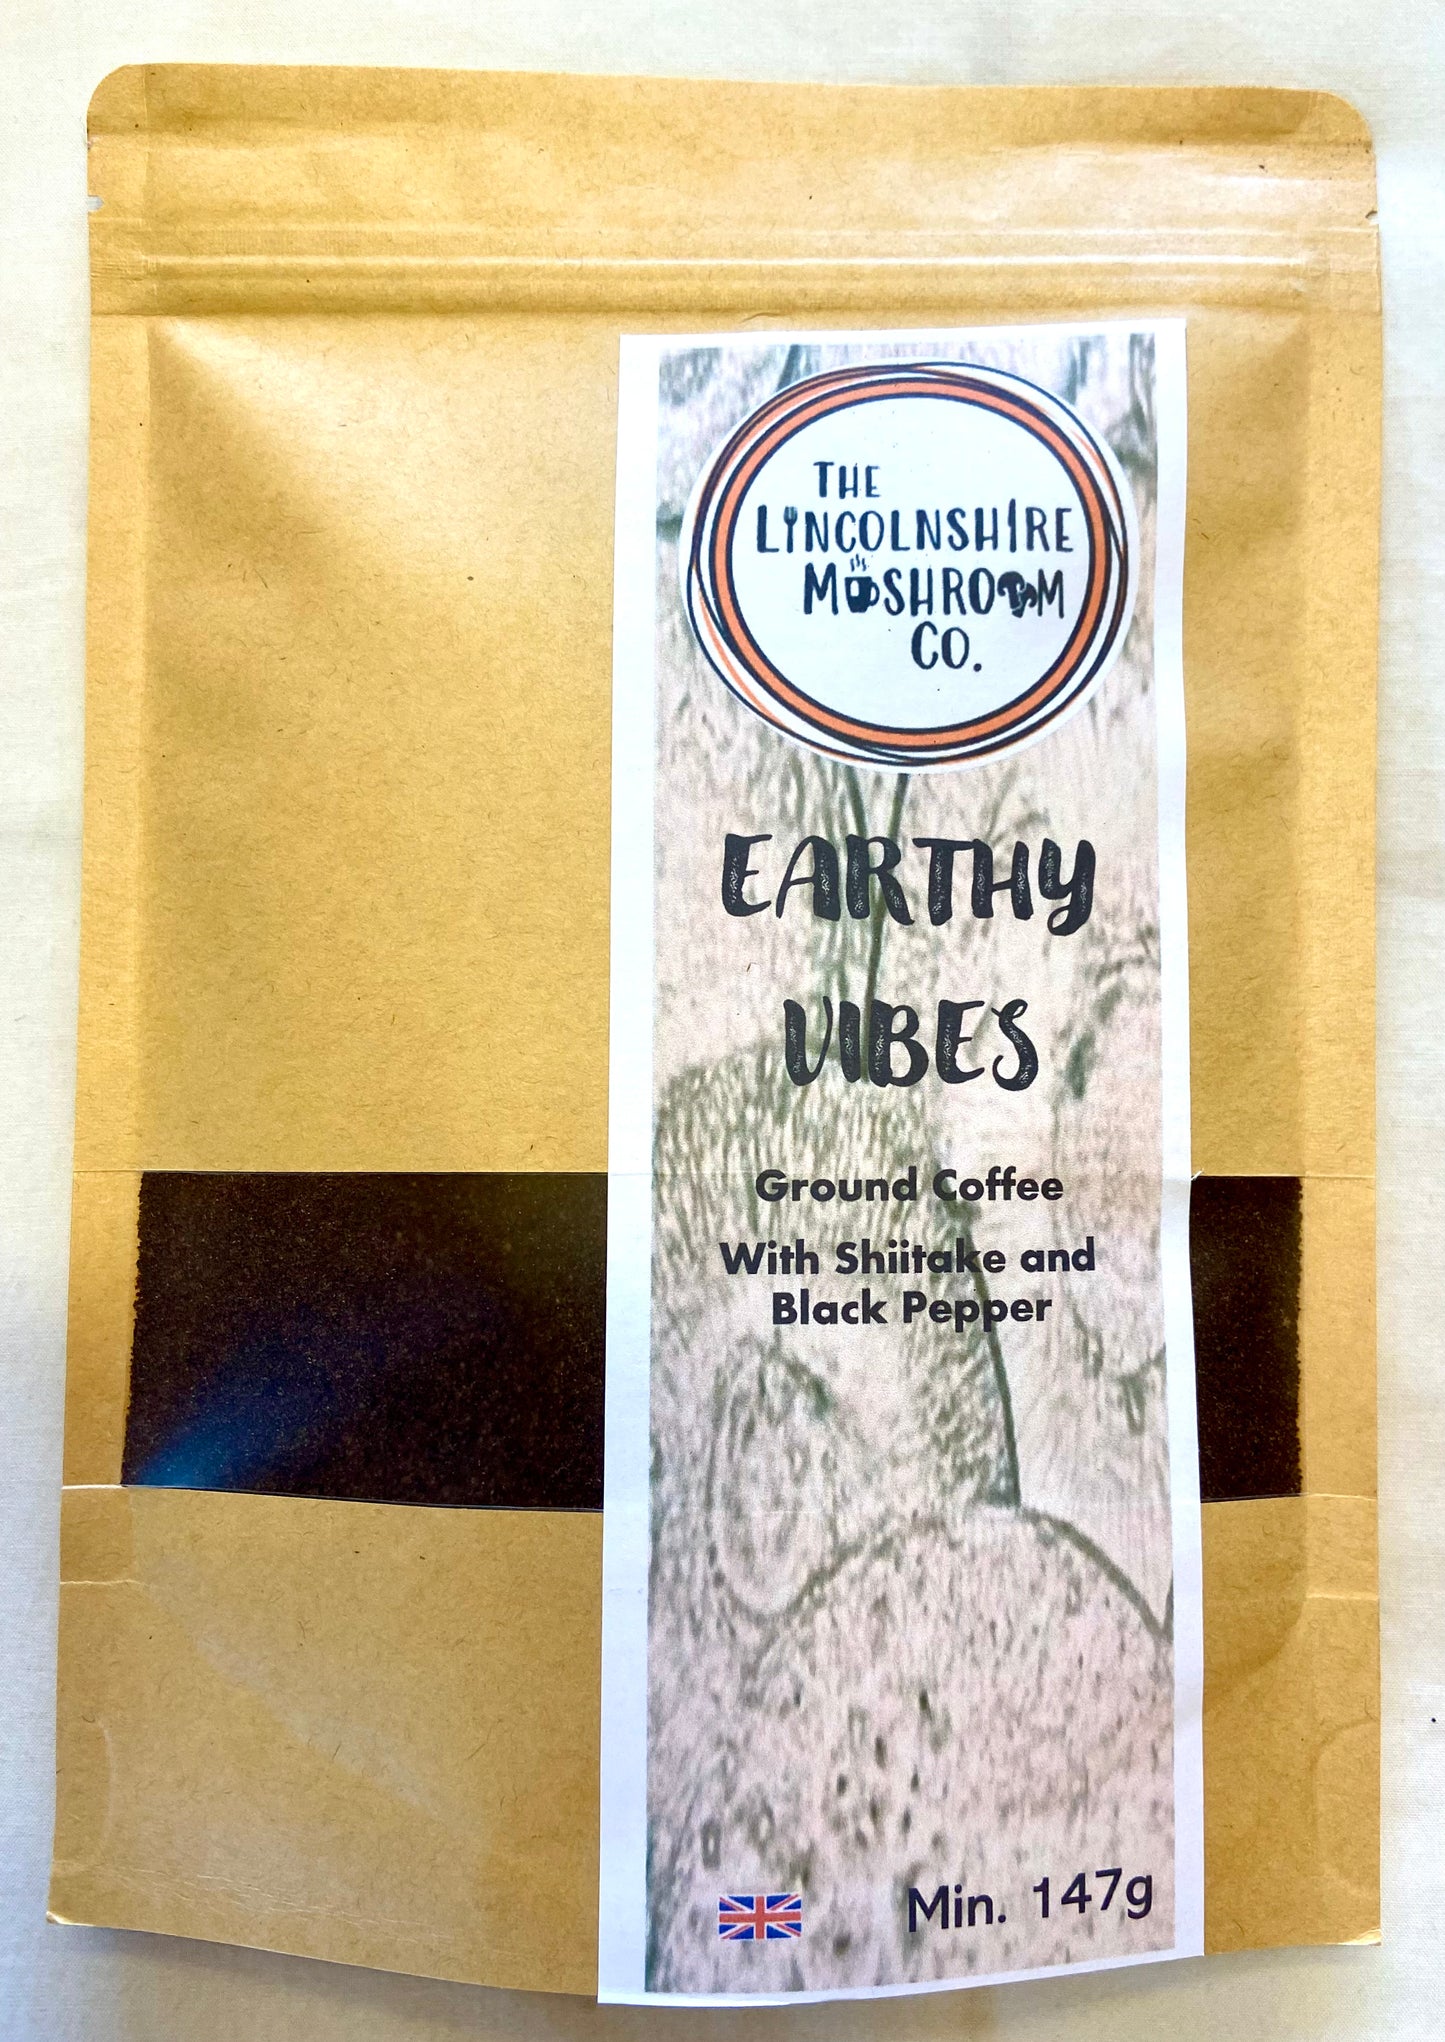 THE
LINCOLNSHIRE
MUSHROOM
CO.
EARTHY
VIBES
Ground Coffee
With Shiitake and
Black Pepper
Min. 147g